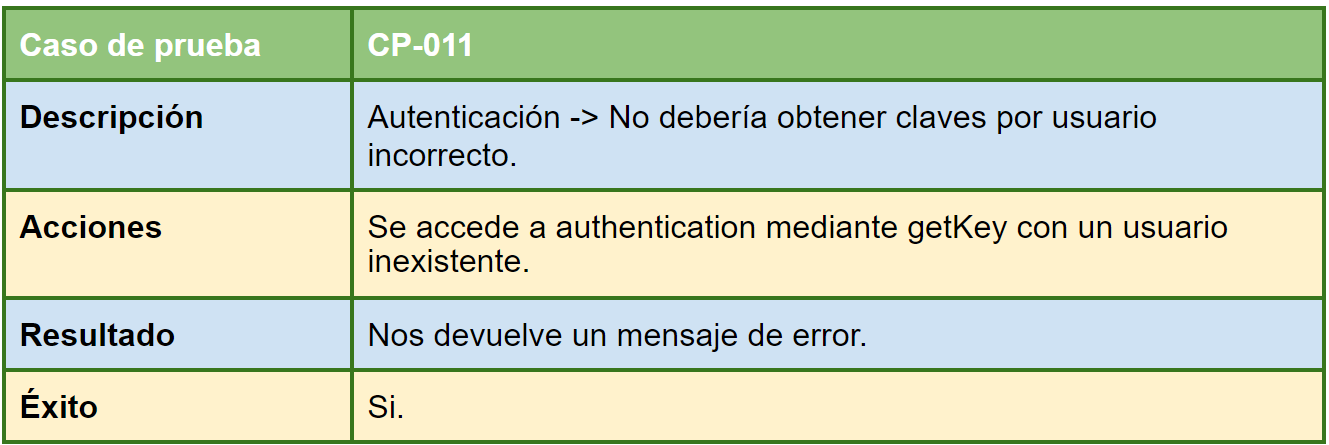 Caso de prueba CP-011
Descripción Autenticación -> No debería obtener claves por usuario
incorrecto.
Acciones Se accede a authentication mediante getKey con un usuario
inexistente.
Resultado Nos devuelve un mensaje de error.
Éxito Si.